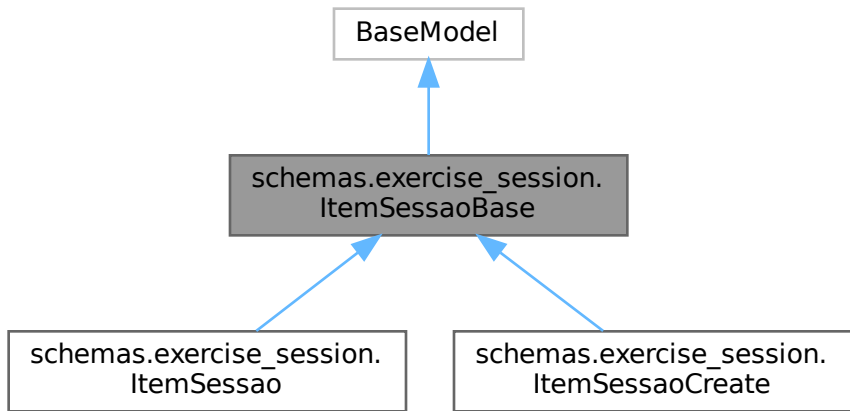 BaseModel
schemas.exercise_session.
ItemSessaoBase
schemas.exercise_session.
ItemSessao
schemas.exercise_session.
ItemSessaoCreate